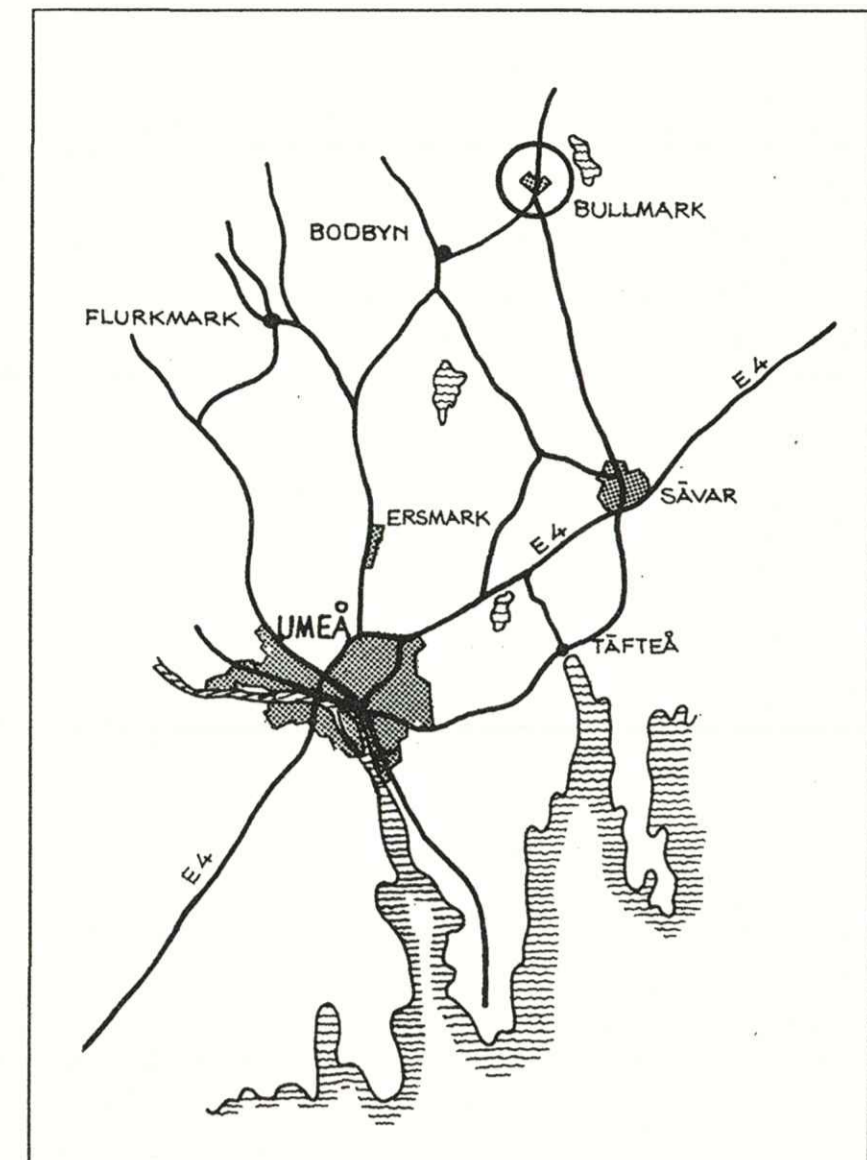 BULLMARK
BODBYN
FLURKMARK
E4
SÄVAR
ERSMARK
E4
UMEÅ
TÄFTEÅ
E4